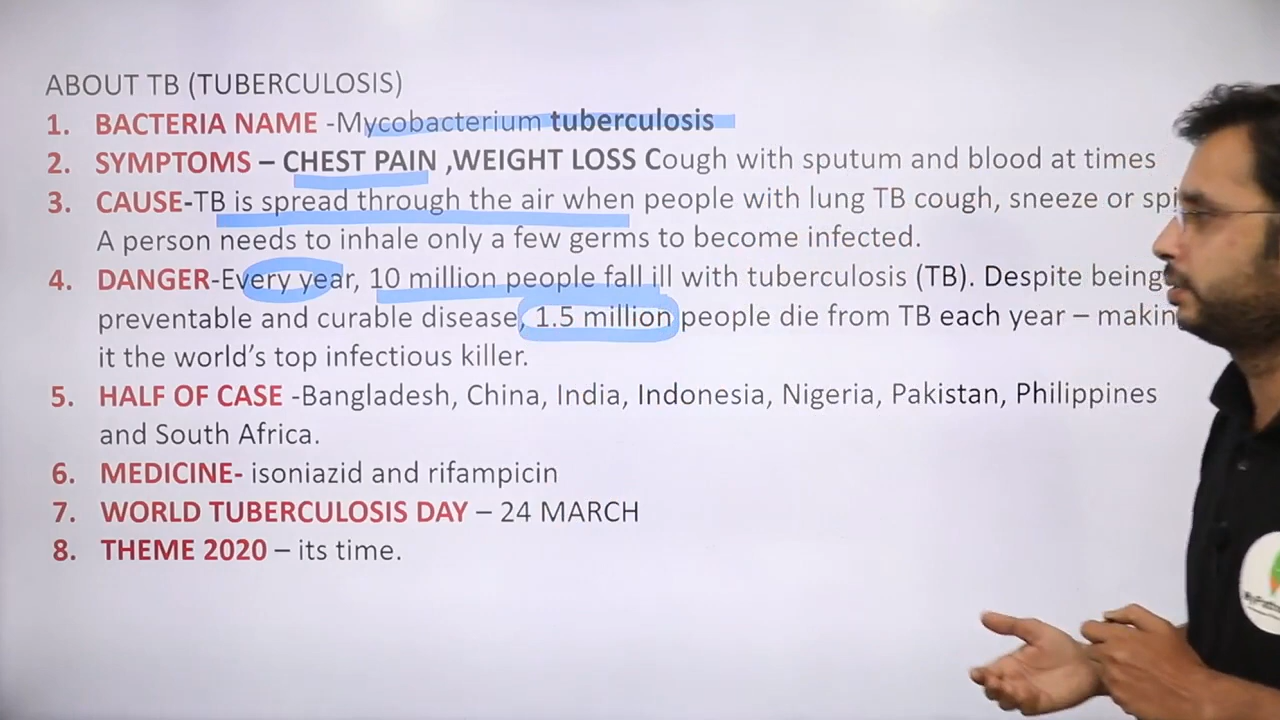 ABOUT TB (TUBERCULOSIS)
1. BACTERIA NAME -Mycobacterium tuberculosis
2. SYMPTOMS – CHEST PAIN ,WEIGHT LOSS Cough with sputum and blood at times
3. CAUSE-TB is spread through the air when people with lung TB cough, sneeze or
A person needs to inhale only a few germs to become infected.
4. DANGER-Every year, 10 million people fall ill with tuberculosis (TB). Despite being
preventable and curable disease, 1.5 million people die from TB each year –
it the world's top infectious killer.
5. HALF OF CASE -Bangladesh, China, India, Indonesia, Nigeria, Pakistan, Philippines
and South Africa.
6. MEDICINE- isoniazid and rifampicin
7. WORLD TUBERCULOSIS DAY – 24 MARCH
8. THEME 2020 – its time.